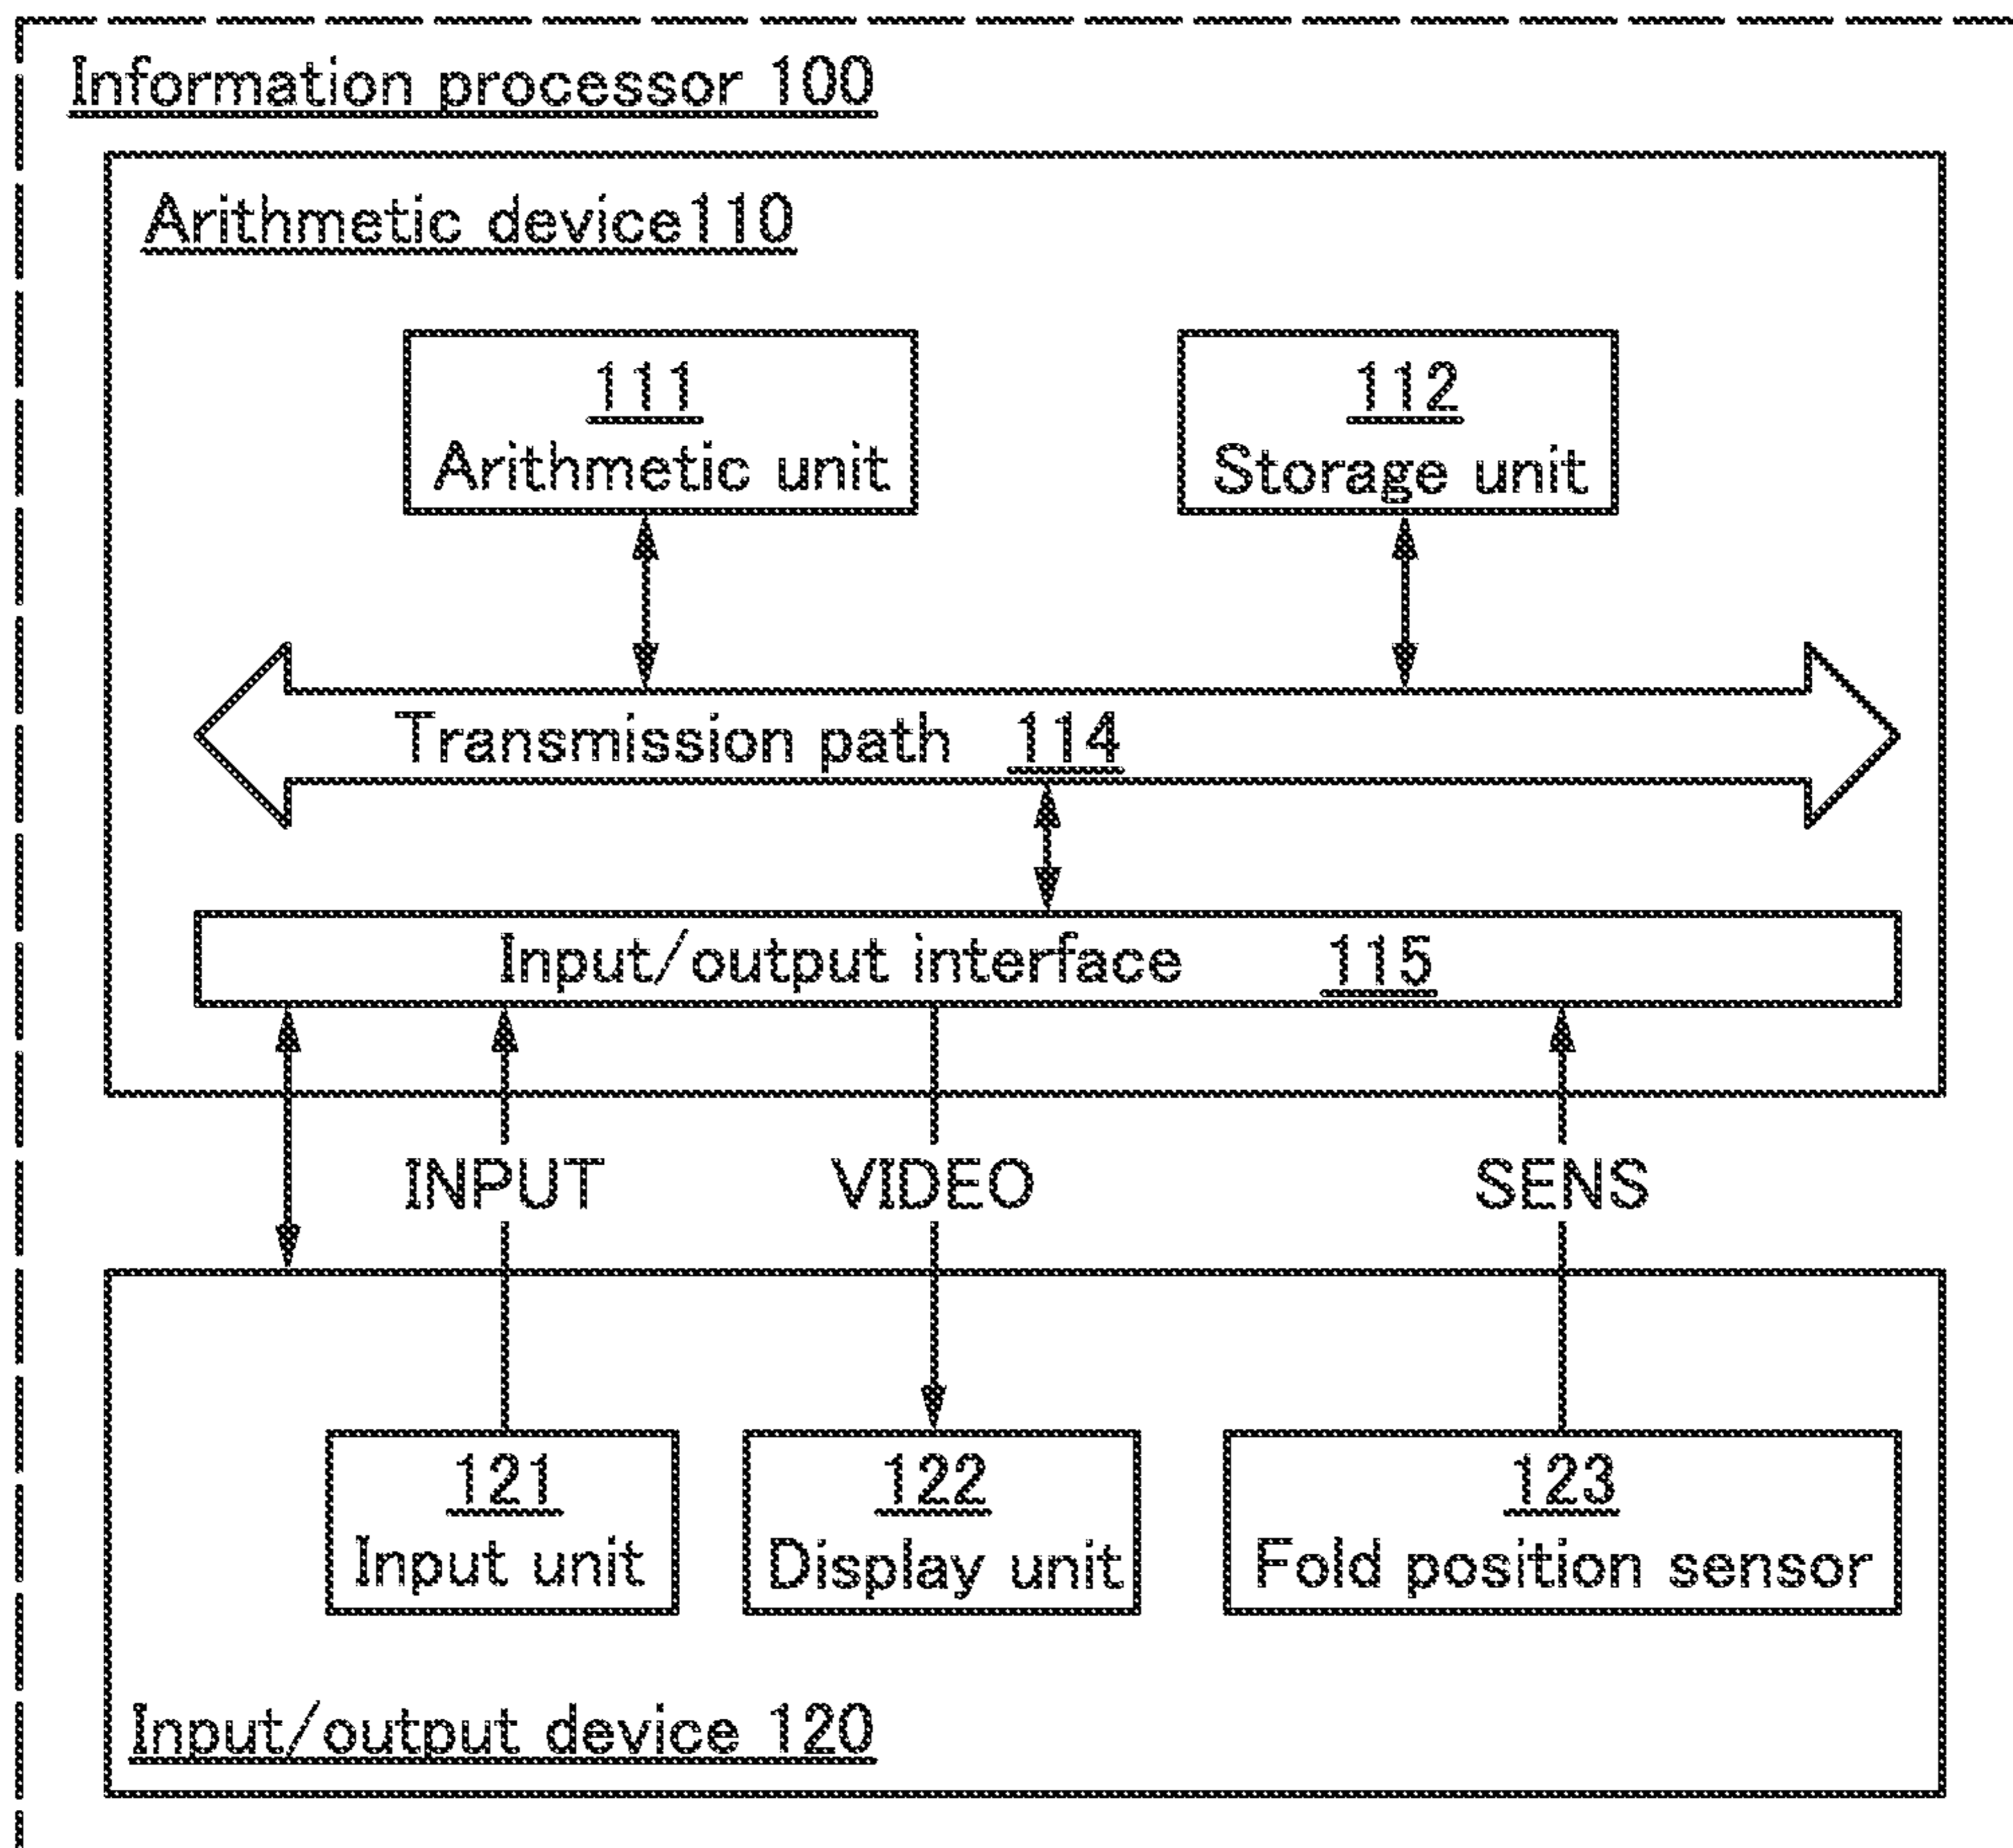 Information processor 100
Arithmetic device110
111
Arithmetic unit
112
Storage unit
Transmission path 114
Input/output interface 115
INPUT
VIDEO
SENS
121
Input unit
122
Display unit
123
Fold position sensor
Input/output device 120